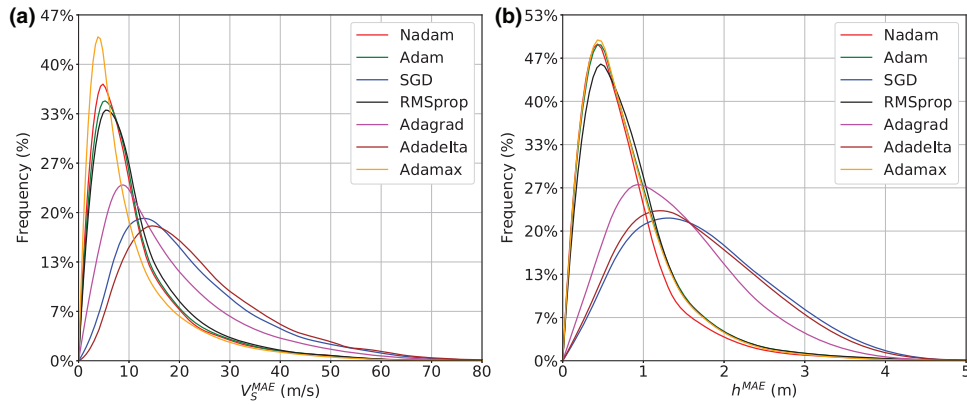 (a)
47%
40%
33%
27%
20%
13%
7%
0%
Frequency (%)
0 10 20 30 40 50 60 70 80
V_S^{MAE} (m/s)
Nadam
Adam
SGD
RMSprop
Adagrad
Adadelta
Adamax
(b)
53%
47%
40%
33%
27%
20%
13%
7%
0%
Frequency (%)
0 1 2 3 4 5
h^{MAE} (m)
Nadam
Adam
SGD
RMSprop
Adagrad
Adadelta
Adamax